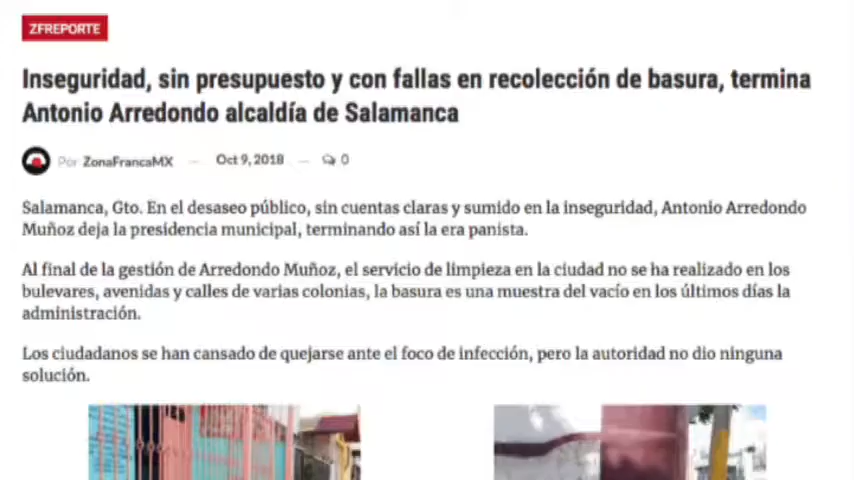 ZFREPORTE
Inseguridad, sin presupuesto y con fallas en recolección de basura, termina
Antonio Arredondo alcaldía de Salamanca
Por ZonaFrancaMX — Oct 9, 2018 — 0
Salamanca, Gto. En el desaseo público, sin cuentas claras y sumido en la inseguridad, Antonio Arredondo
Muñoz deja la presidencia municipal, terminando así la era panista.
Al final de la gestión de Arredondo Muñoz, el servicio de limpieza en la ciudad no se ha realizado en los
bulevares, avenidas y calles de varias colonias, la basura es una muestra del vacío en los últimos días la
administración.
Los ciudadanos se han cansado de quejarse ante el foco de infección, pero la autoridad no dio ninguna
solución.